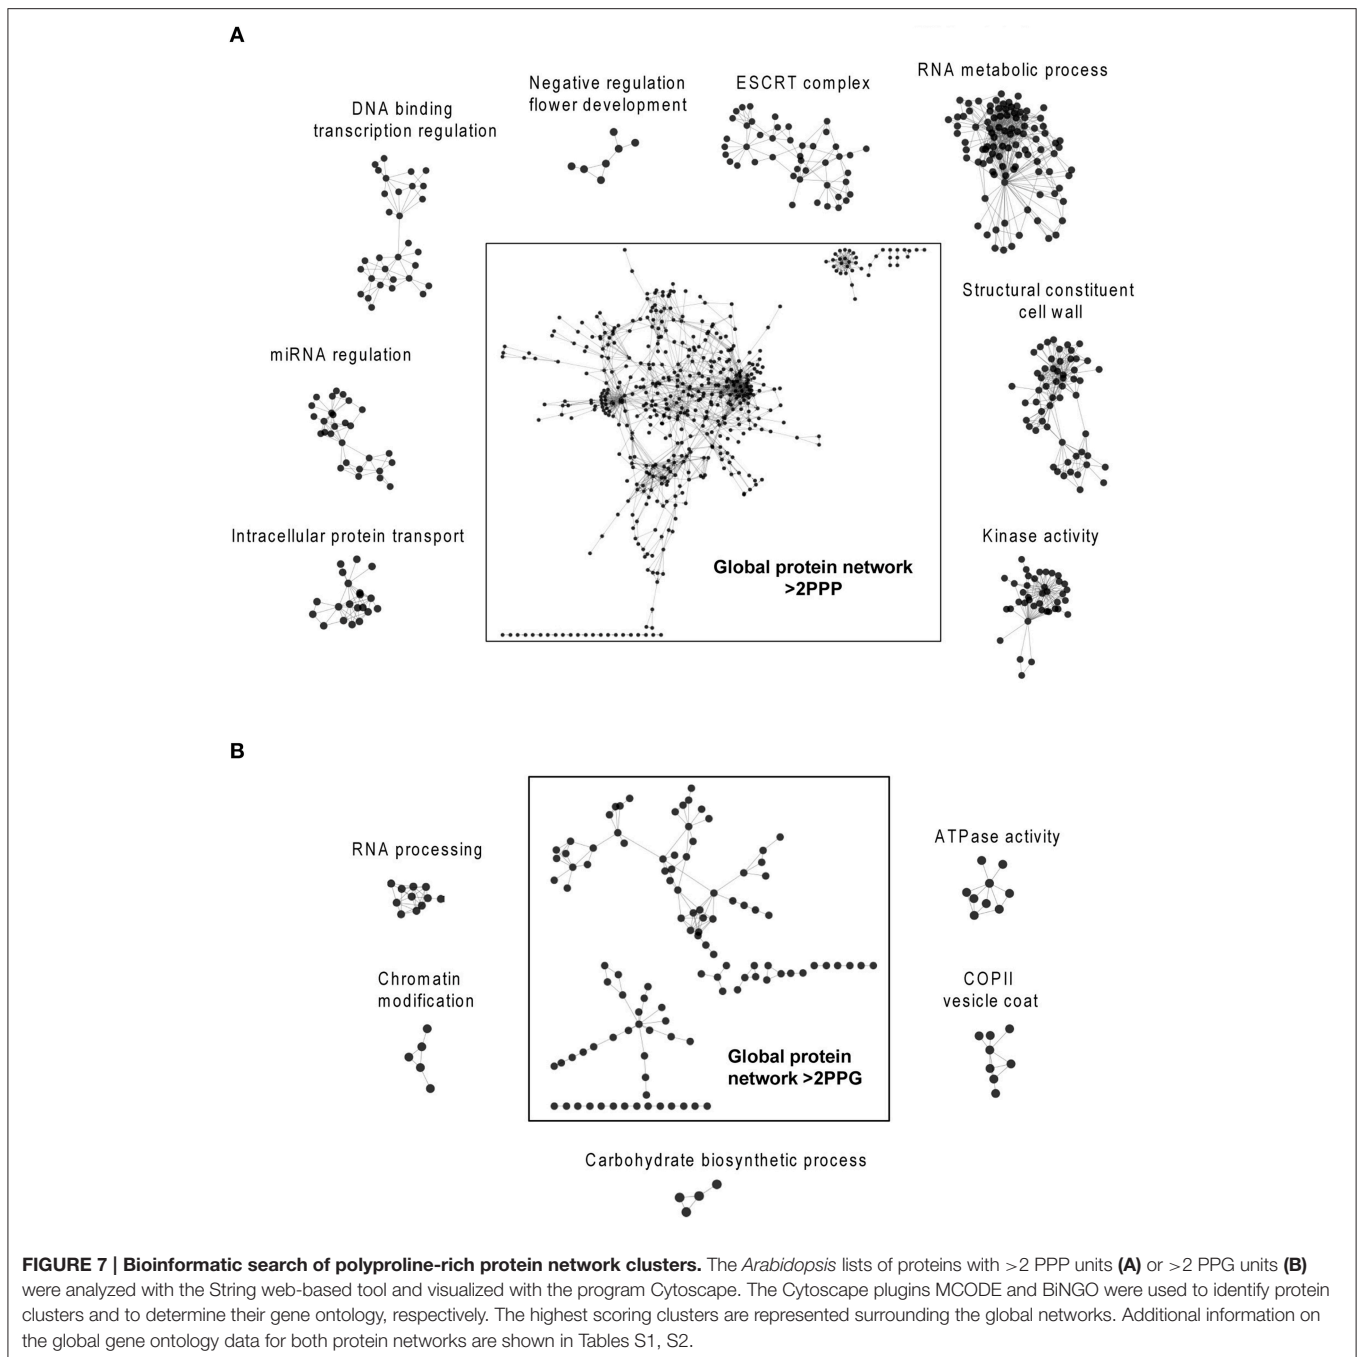 A
Negative regulation
flower development
ESCRT complex
RNA metabolic process
DNA binding
transcription regulation
Structural constituent
cell wall
miRNA regulation
Intracellular protein transport
Kinase activity
Global protein network
>2PPP
B
RNA processing
ATPase activity
Chromatin
modification
COPII
vesicle coat
Global protein
network >2PPG
Carbohydrate biosynthetic process
FIGURE 7 | Bioinformatic search of polyproline-rich protein network clusters. The Arabidopsis lists of proteins with >2 PPP units (A) or >2 PPG units (B)
were analyzed with the String web-based tool and visualized with the program Cytoscape. The Cytoscape plugins MCODE and BiNGO were used to identify protein
clusters and to determine their gene ontology, respectively. The highest scoring clusters are represented surrounding the global networks. Additional information on
the global gene ontology data for both protein networks are shown in Tables S1, S2.